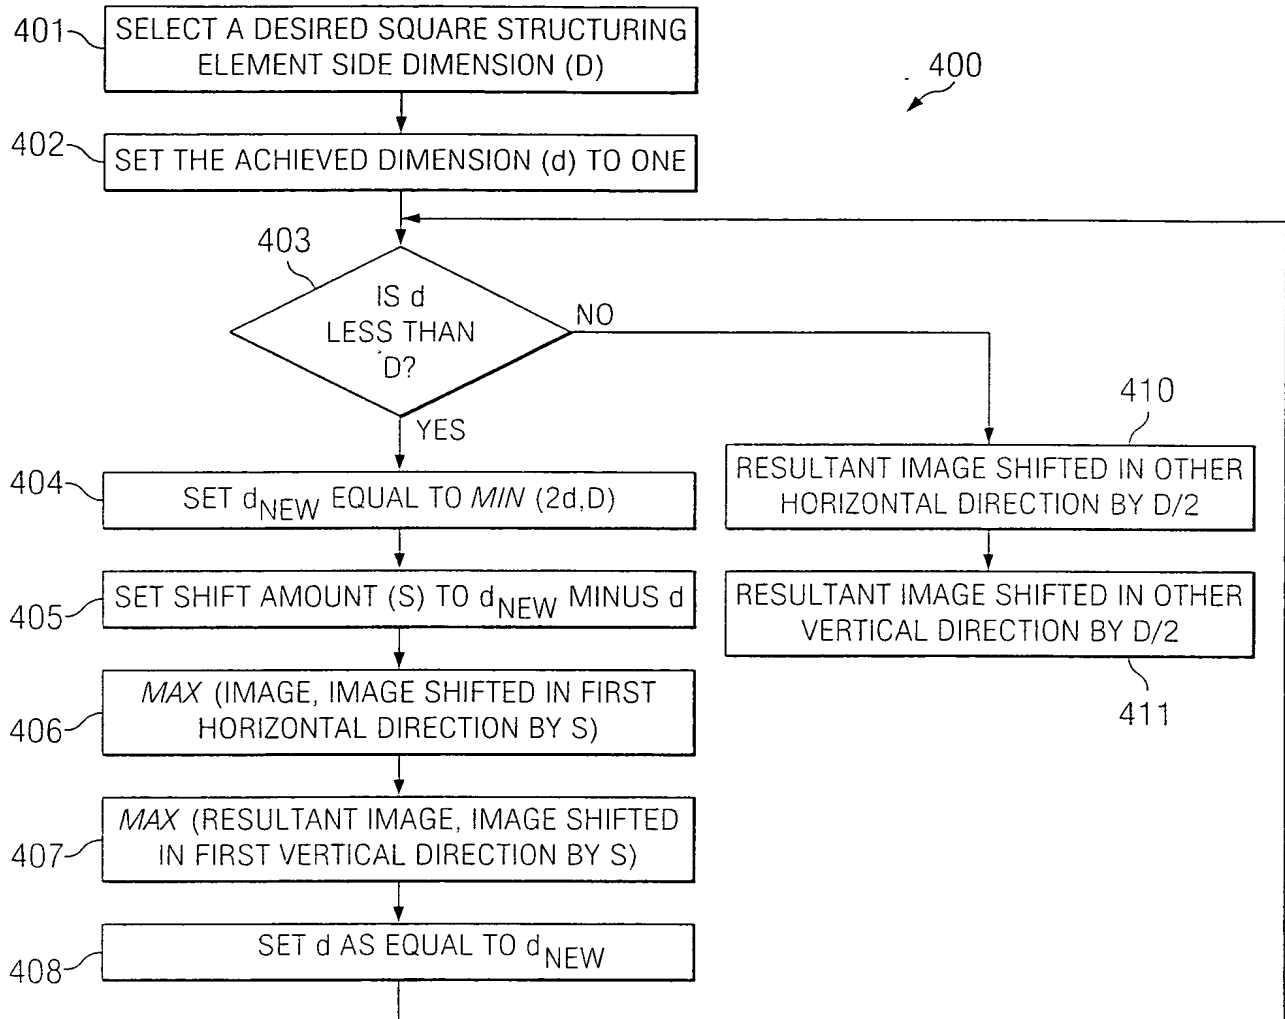 401
SELECT A DESIRED SQUARE STRUCTURING
ELEMENT SIDE DIMENSION (D)
400
402
SET THE ACHIEVED DIMENSION (d) TO ONE
403
IS d
LESS THAN
D?
NO
YES
404
SET dNEW EQUAL TO MIN (2d,D)
405
SET SHIFT AMOUNT (S) TO dNEW MINUS d
406
MAX (IMAGE, IMAGE SHIFTED IN FIRST
HORIZONTAL DIRECTION BY S)
407
MAX (RESULTANT IMAGE, IMAGE SHIFTED
IN FIRST VERTICAL DIRECTION BY S)
408
SET d AS EQUAL TO dNEW
410
RESULTANT IMAGE SHIFTED IN OTHER
HORIZONTAL DIRECTION BY D/2
RESULTANT IMAGE SHIFTED IN OTHER
VERTICAL DIRECTION BY D/2
411